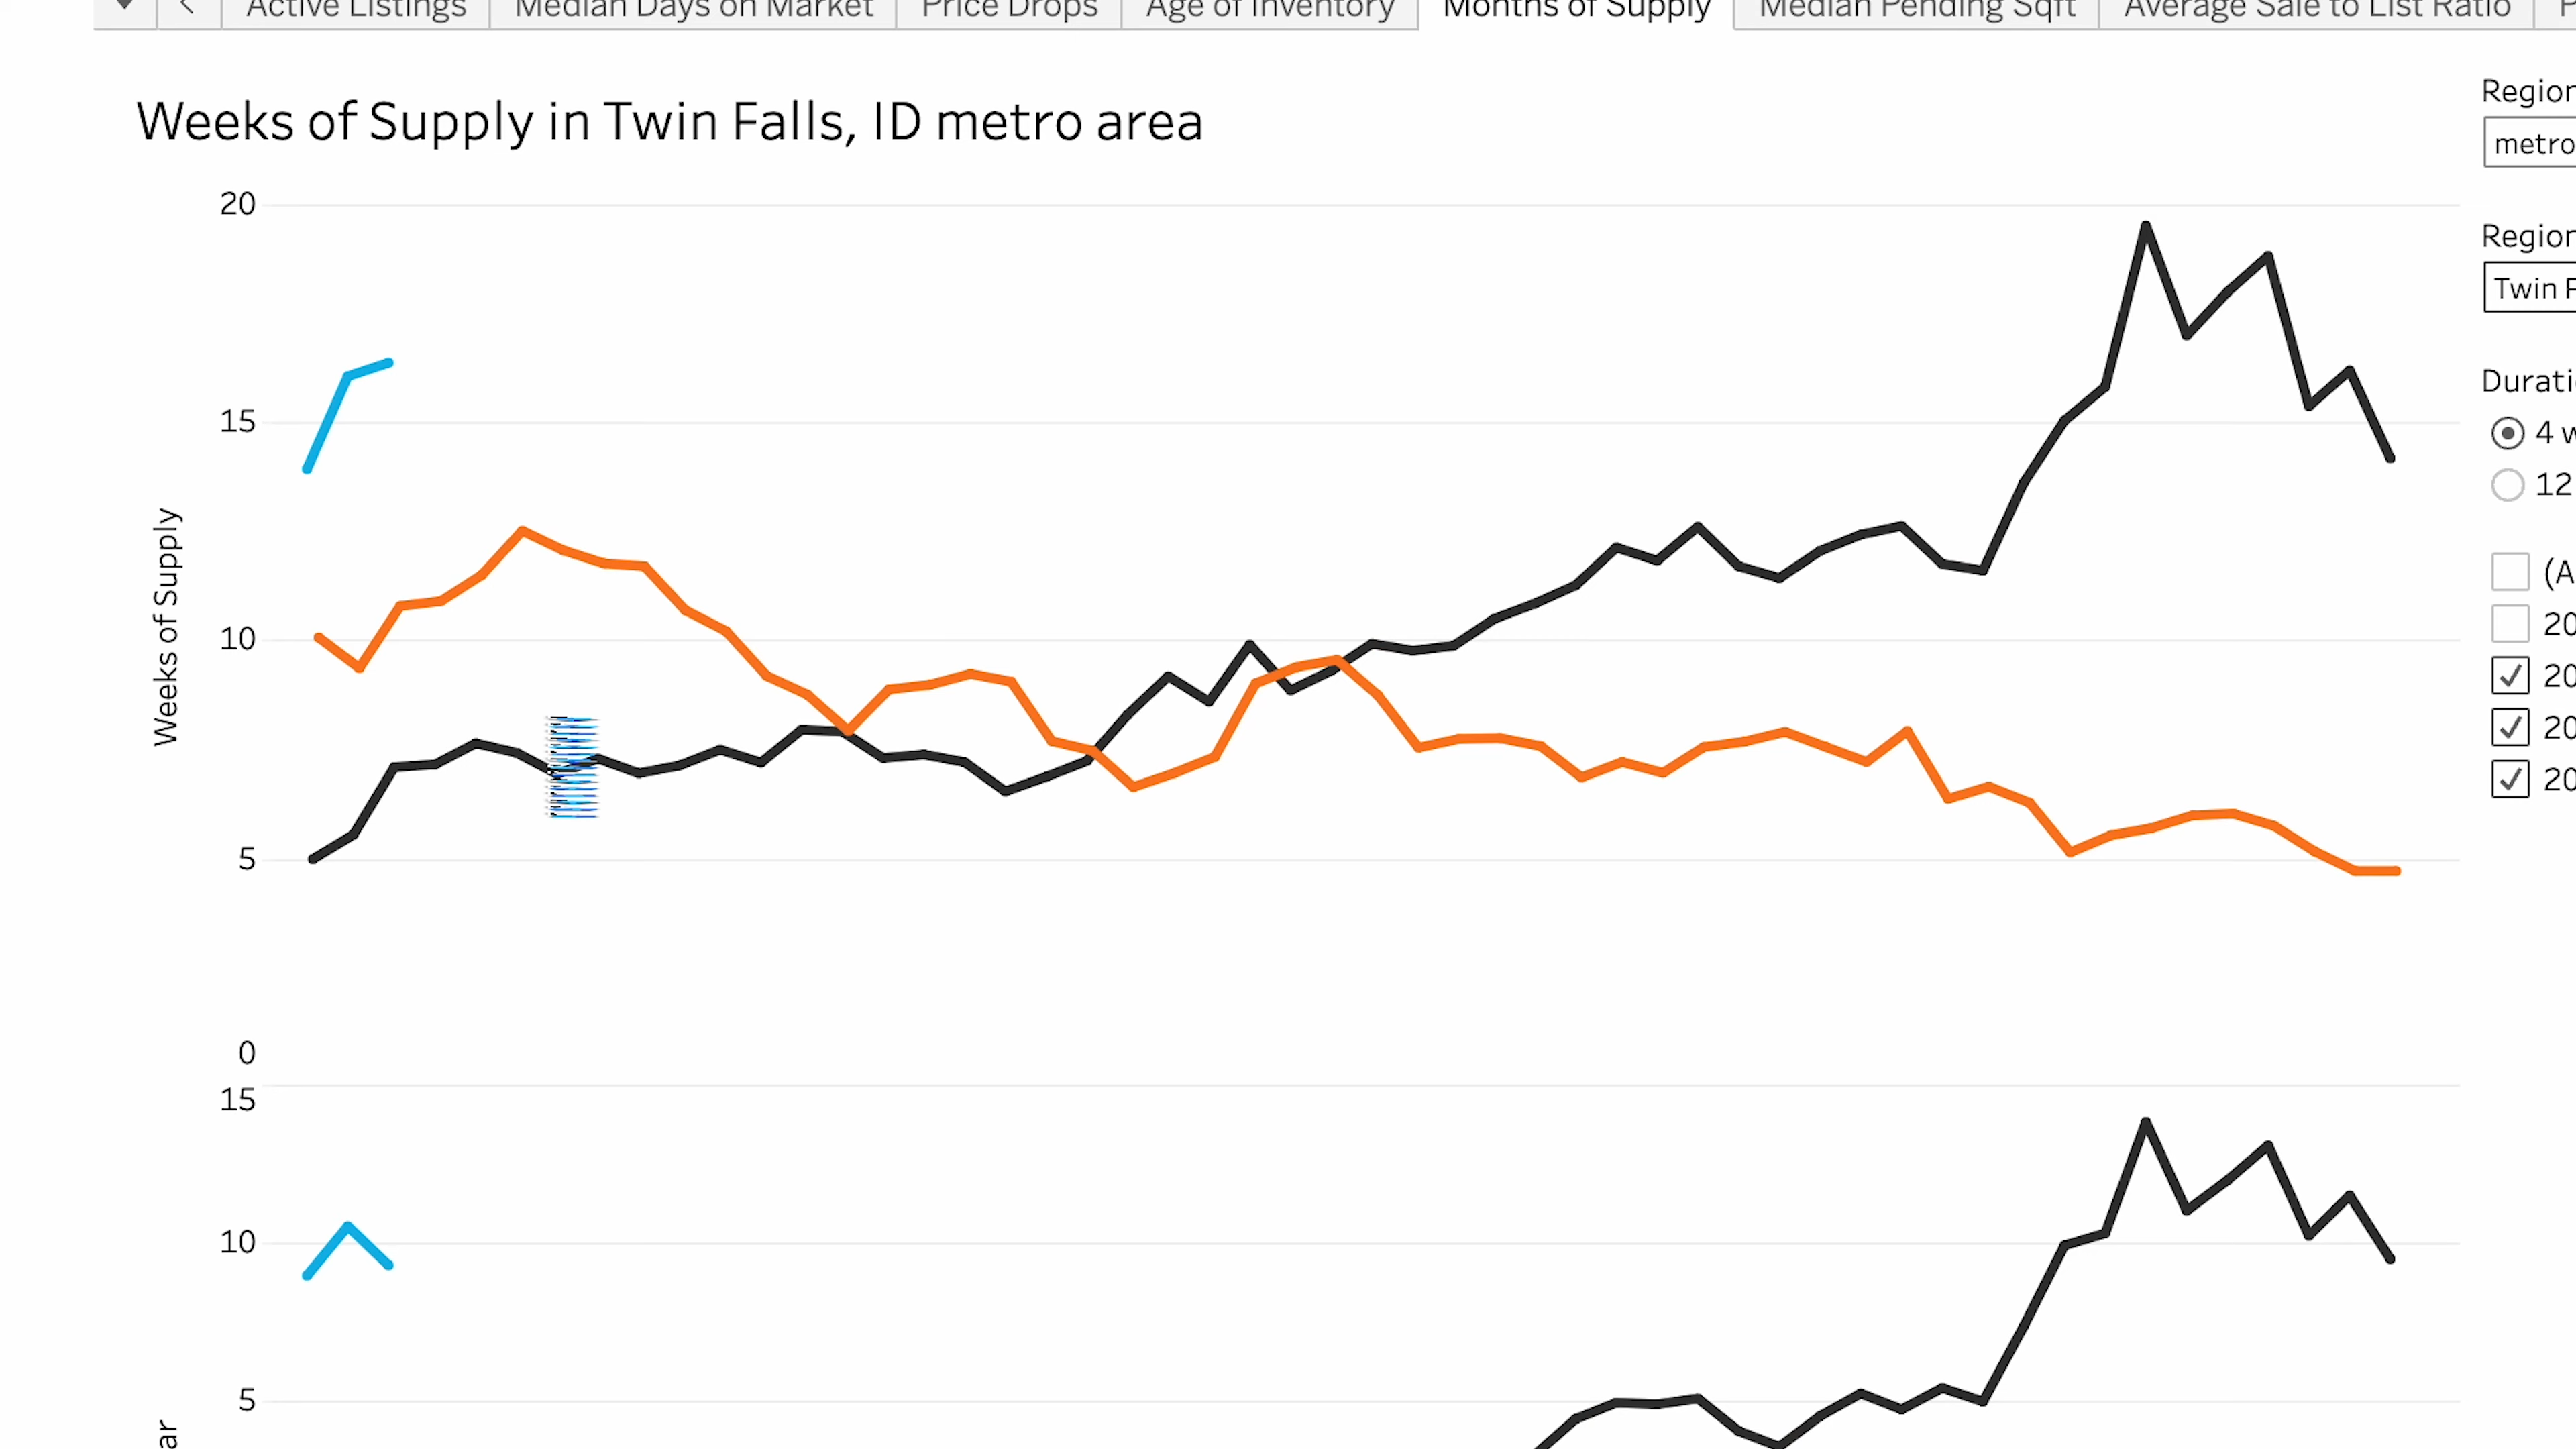 Active Listings
Median Days on Market
Price Drops
Age of Inventory
Months of Supply
Median Pending Sqft
Average Sale to List Ratio
Weeks of Supply in Twin Falls, ID metro area
20
15
10
5
0
Weeks of Supply
15
10
5
ar
Region
metro
Region
Twin F
Durati
4 w
12
(A
20
20
20
20